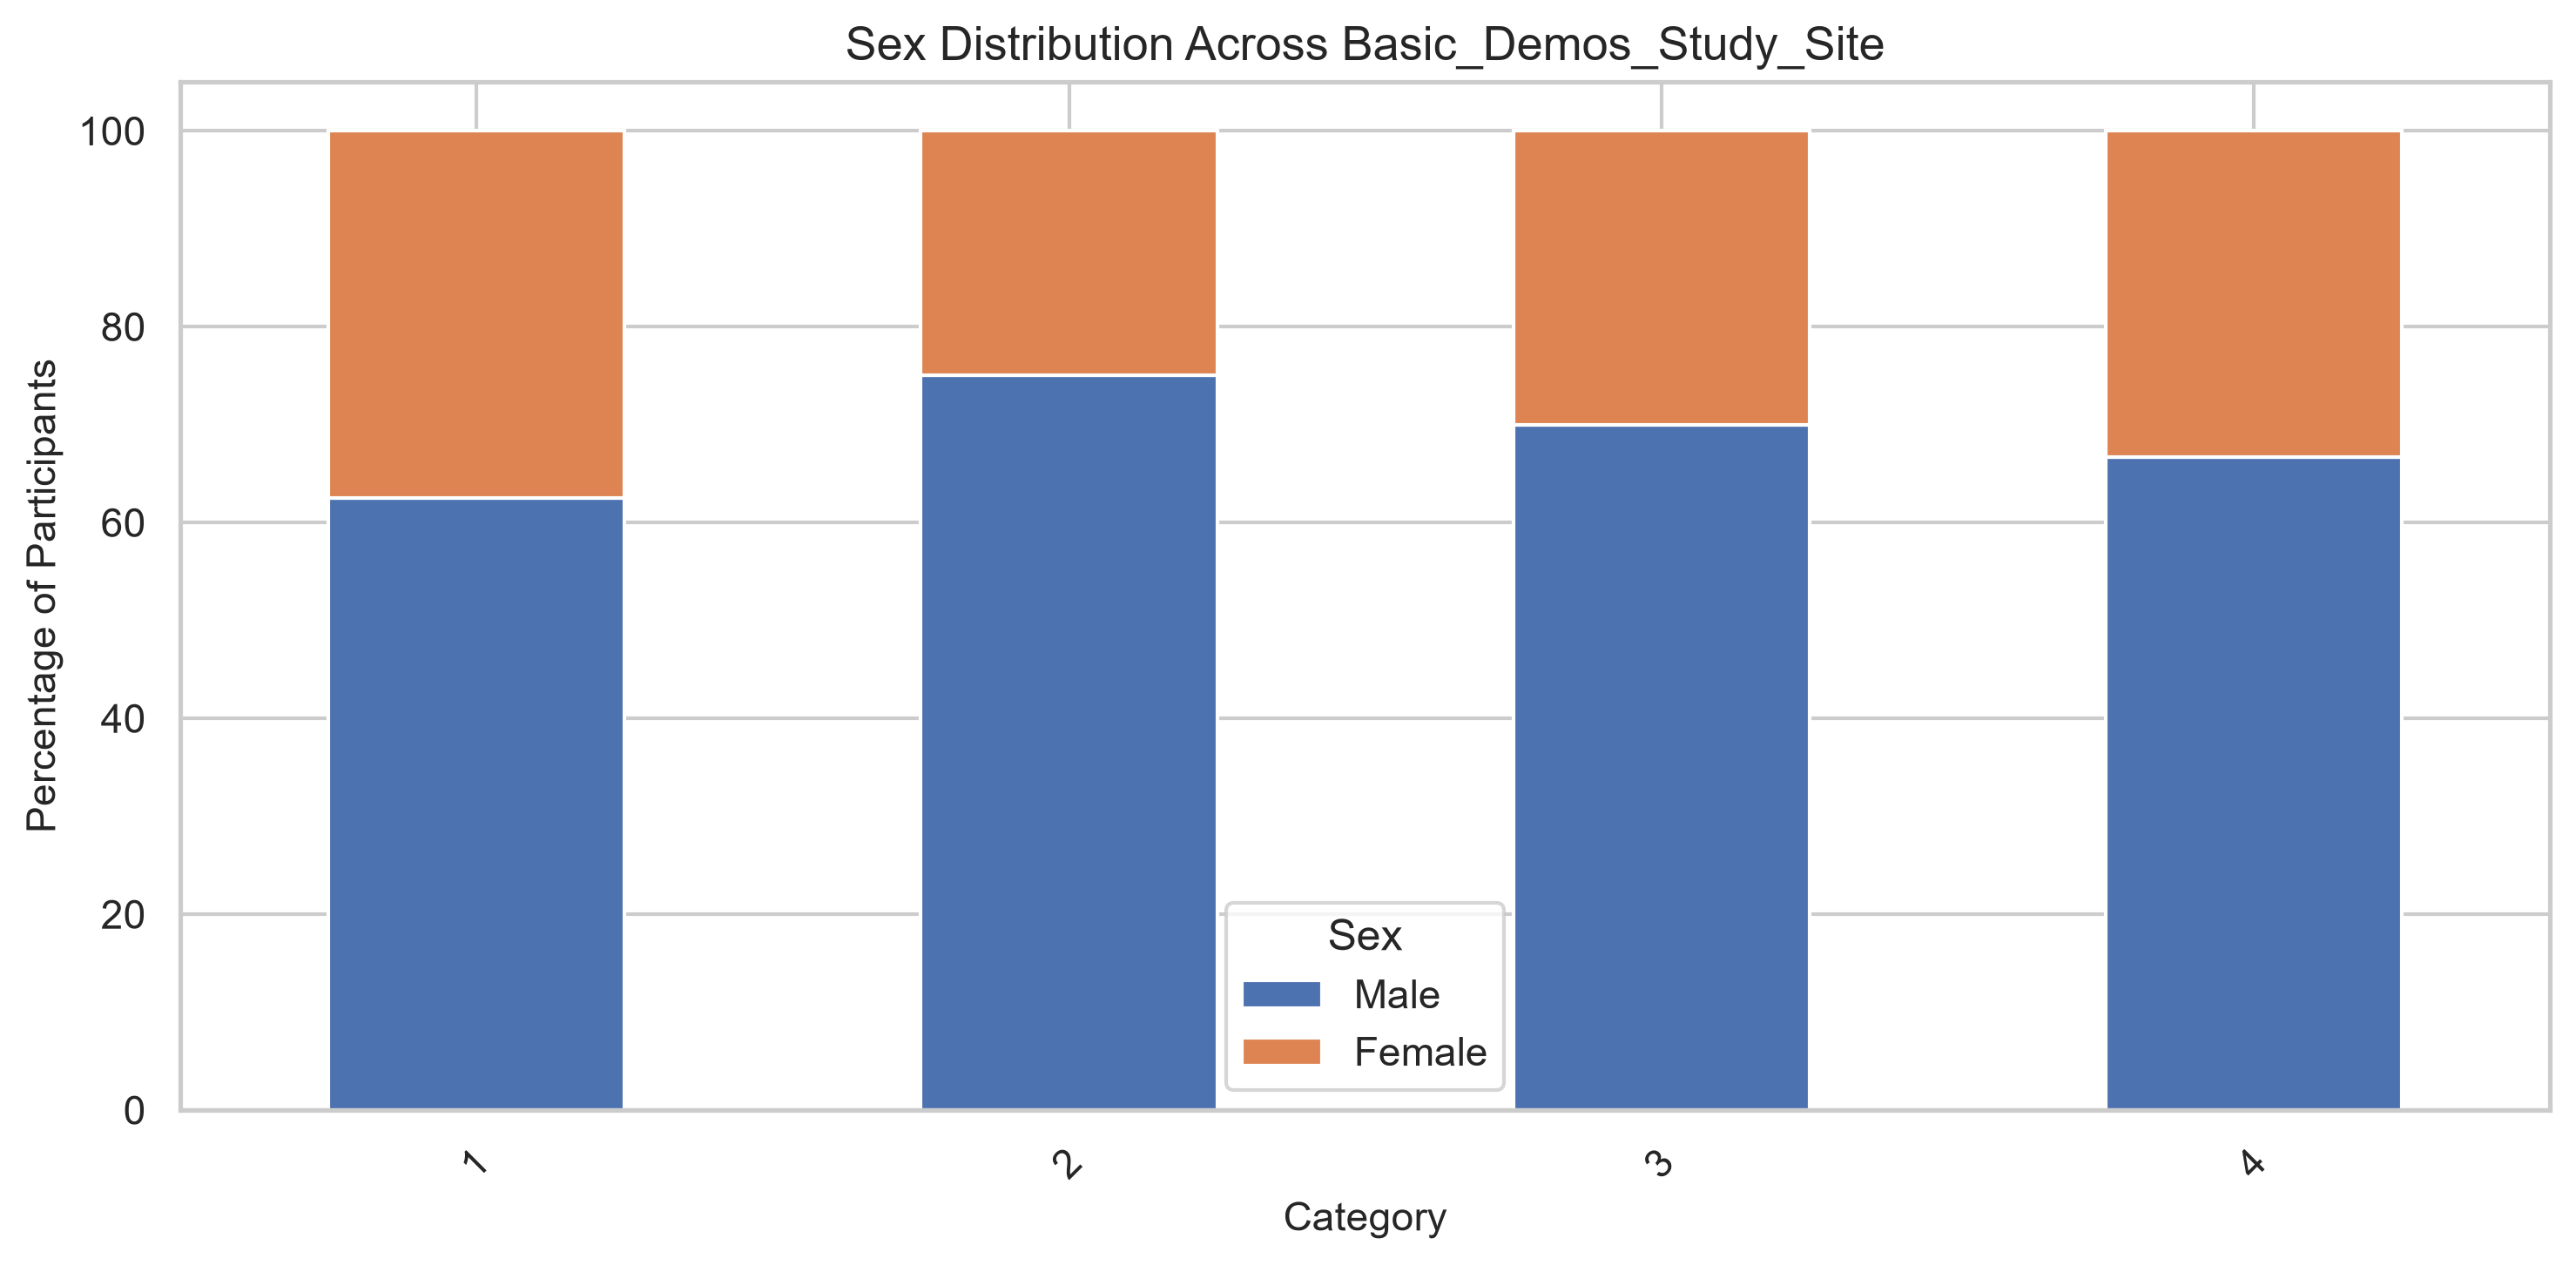 Sex Distribution Across Basic_Demos_Study_Site
Percentage of Participants
100
80
60
40
20
0
Sex
Male
Female
1
2
3
4
Category